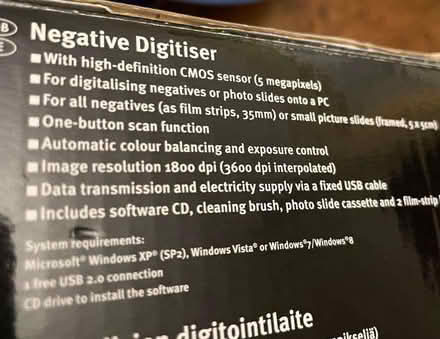 B
E
Negative Digitiser
■ With high-definition CMOS sensor (5 megapixels)
■ For digitalising negatives or photo slides onto a PC
■ For all negatives (as film strips, 35mm) or small picture slides (framed, 5 x 5cm)
■ One-button scan function
■ Automatic colour balancing and exposure control
■ Image resolution 1800 dpi (3600 dpi interpolated)
■ Data transmission and electricity supply via a fixed USB cable
■ Includes software CD, cleaning brush, photo slide cassette and 2 film-strip
System requirements:
Microsoft® Windows XP® (SP2), Windows Vista® or Windows®7/Windows®8
1 free USB 2.0 connection
CD drive to install the software
digitointilaite